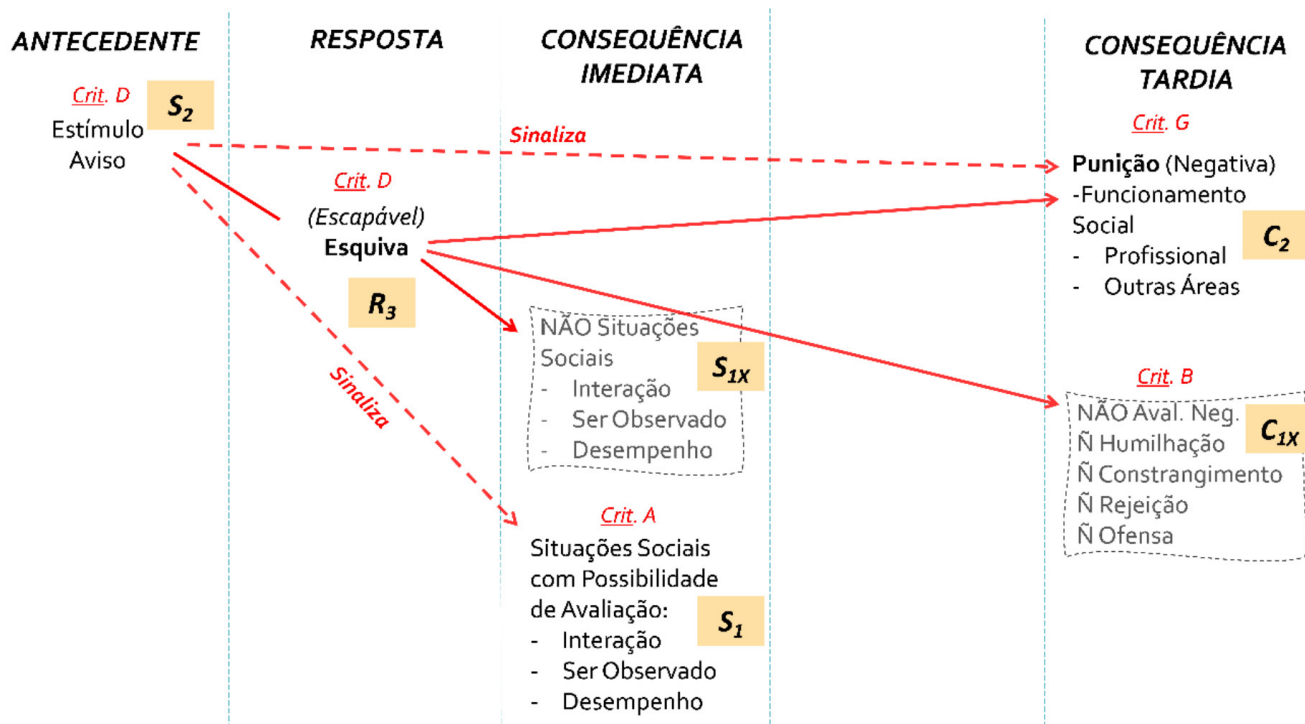 ANTECEDENTE
RESPOSTA
CONSEQUÊNCIA
IMEDIATA
CONSEQUÊNCIA
TARDIA
Crit. D
S2
Estímulo
Aviso
Sinaliza
Crit. D
(Escapável)
Esquiva
R3
Sinaliza
NÃO Situações
Sociais
- Interação
- Ser Observado
- Desempenho
S1X
Crit. A
Situações Sociais
com Possibilidade
de Avaliação:
- Interação
- Ser Observado
- Desempenho
S1
Crit. G
Punição (Negativa)
-Funcionamento
Social
- Profissional
- Outras Áreas
C2
Crit. B
NÃO Aval. Neg.
Ñ Humilhação
Ñ Constrangimento
Ñ Rejeição
Ñ Ofensa
C1X